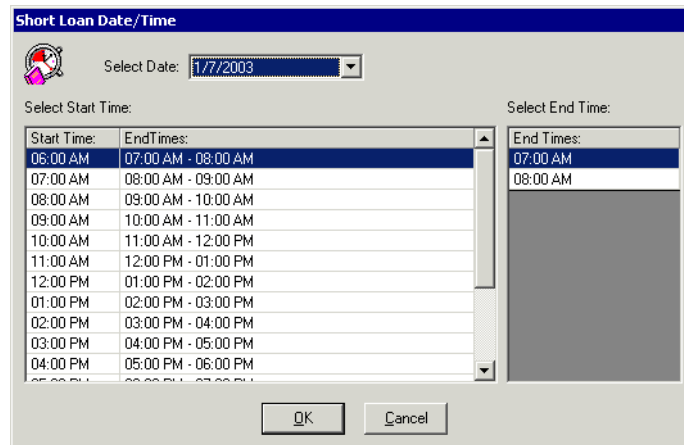 Short Loan Date/Time
Select Date: 1/7/2003
Select Start Time: Select End Time:
Start Time: EndTimes: End Times:
06:00 AM 07:00 AM - 08:00 AM 07:00 AM
07:00 AM 08:00 AM - 09:00 AM 08:00 AM
08:00 AM 09:00 AM - 10:00 AM
09:00 AM 10:00 AM - 11:00 AM
10:00 AM 11:00 AM - 12:00 PM
11:00 AM 12:00 PM - 01:00 PM
12:00 PM 01:00 PM - 02:00 PM
01:00 PM 02:00 PM - 03:00 PM
02:00 PM 03:00 PM - 04:00 PM
03:00 PM 04:00 PM - 05:00 PM
04:00 PM 05:00 PM - 06:00 PM
OK Cancel